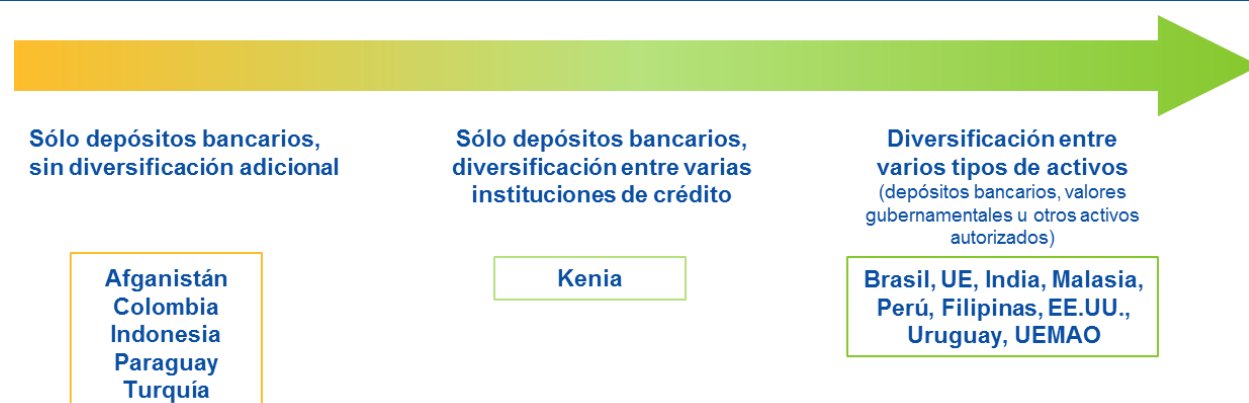 Sólo depósitos bancarios,
sin diversificación adicional
Afganistán
Colombia
Indonesia
Paraguay
Turquía
Sólo depósitos bancarios,
diversificación entre varias
instituciones de crédito
Kenia
Diversificación entre
varios tipos de activos
(depósitos bancarios, valores
gubernamentales u otros activos
autorizados)
Brasil, UE, India, Malasia,
Perú, Filipinas, EE.UU.,
Uruguay, UEMAO